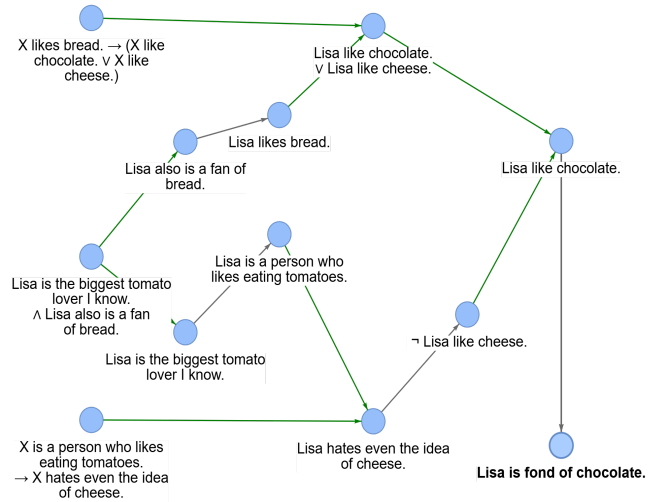 X likes bread. → (X like
chocolate. ∨ X like
cheese.)
Lisa like chocolate.
∨ Lisa like cheese.
Lisa likes bread.
Lisa also is a fan of
bread.
Lisa like chocolate.
Lisa is a person who
likes eating tomatoes.
Lisa is the biggest tomato
lover I know.
∧ Lisa also is a fan
of bread.
¬ Lisa like cheese.
Lisa is the biggest tomato
lover I know.
X is a person who likes
eating tomatoes.
→ X hates even the idea
of cheese.
Lisa hates even the idea
of cheese.
Lisa is fond of chocolate.